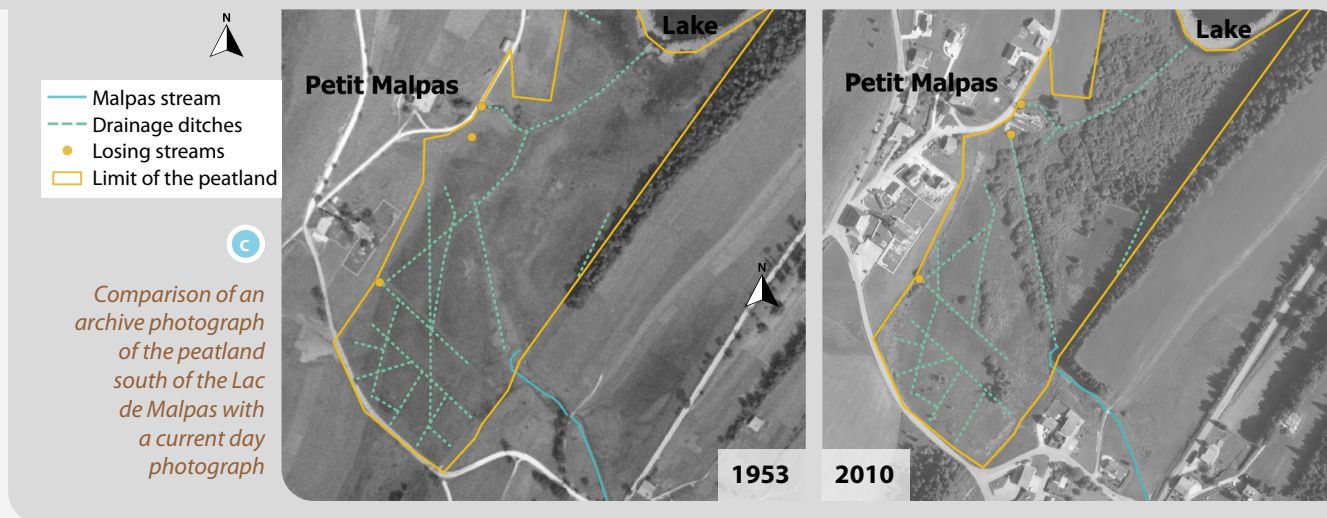 N
Malpas stream
Drainage ditches
Losing streams
Limit of the peatland
c
Comparison of an
archive photograph
of the peatland
south of the Lac
de Malpas with
a current day
photograph
Lake
Petit Malpas
N
1953
Lake
Petit Malpas
2010